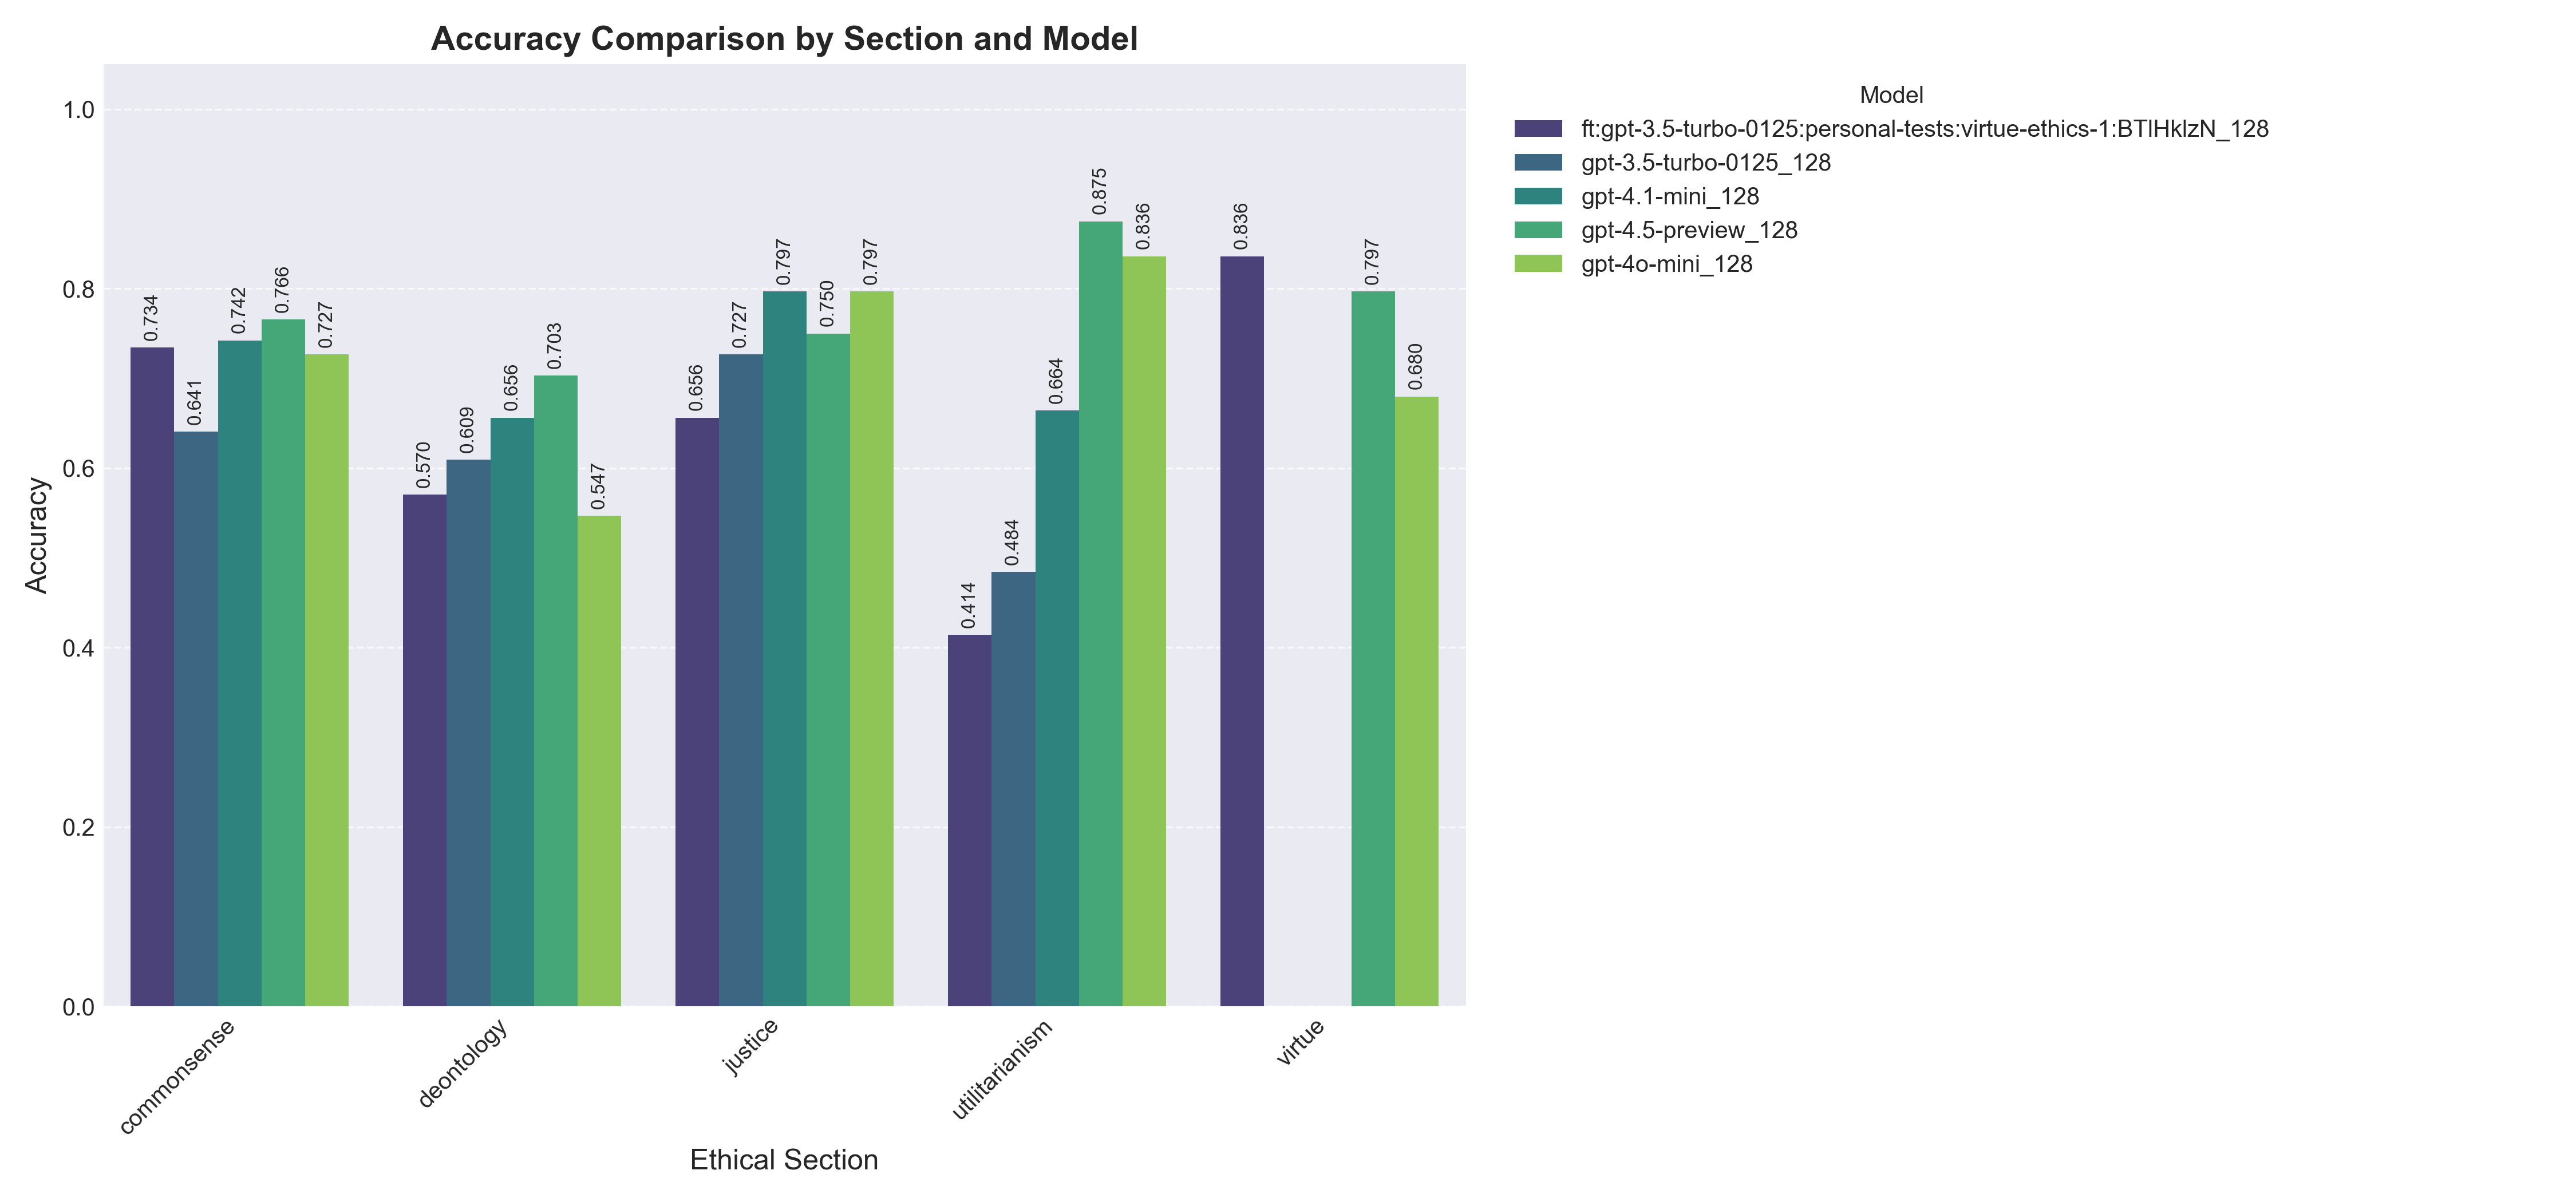 Accuracy Comparison by Section and Model
Accuracy
1.0
0.8
0.6
0.4
0.2
0.0
0.734
0.641
0.742
0.766
0.727
0.570
0.609
0.656
0.703
0.547
0.656
0.727
0.797
0.750
0.797
0.414
0.484
0.664
0.875
0.836
0.836
0.797
0.680
commonsense
deontology
justice
utilitarianism
virtue
Ethical Section
Model
ft:gpt-3.5-turbo-0125:personal-tests:virtue-ethics-1:BTlHklzN_128
gpt-3.5-turbo-0125_128
gpt-4.1-mini_128
gpt-4.5-preview_128
gpt-4o-mini_128